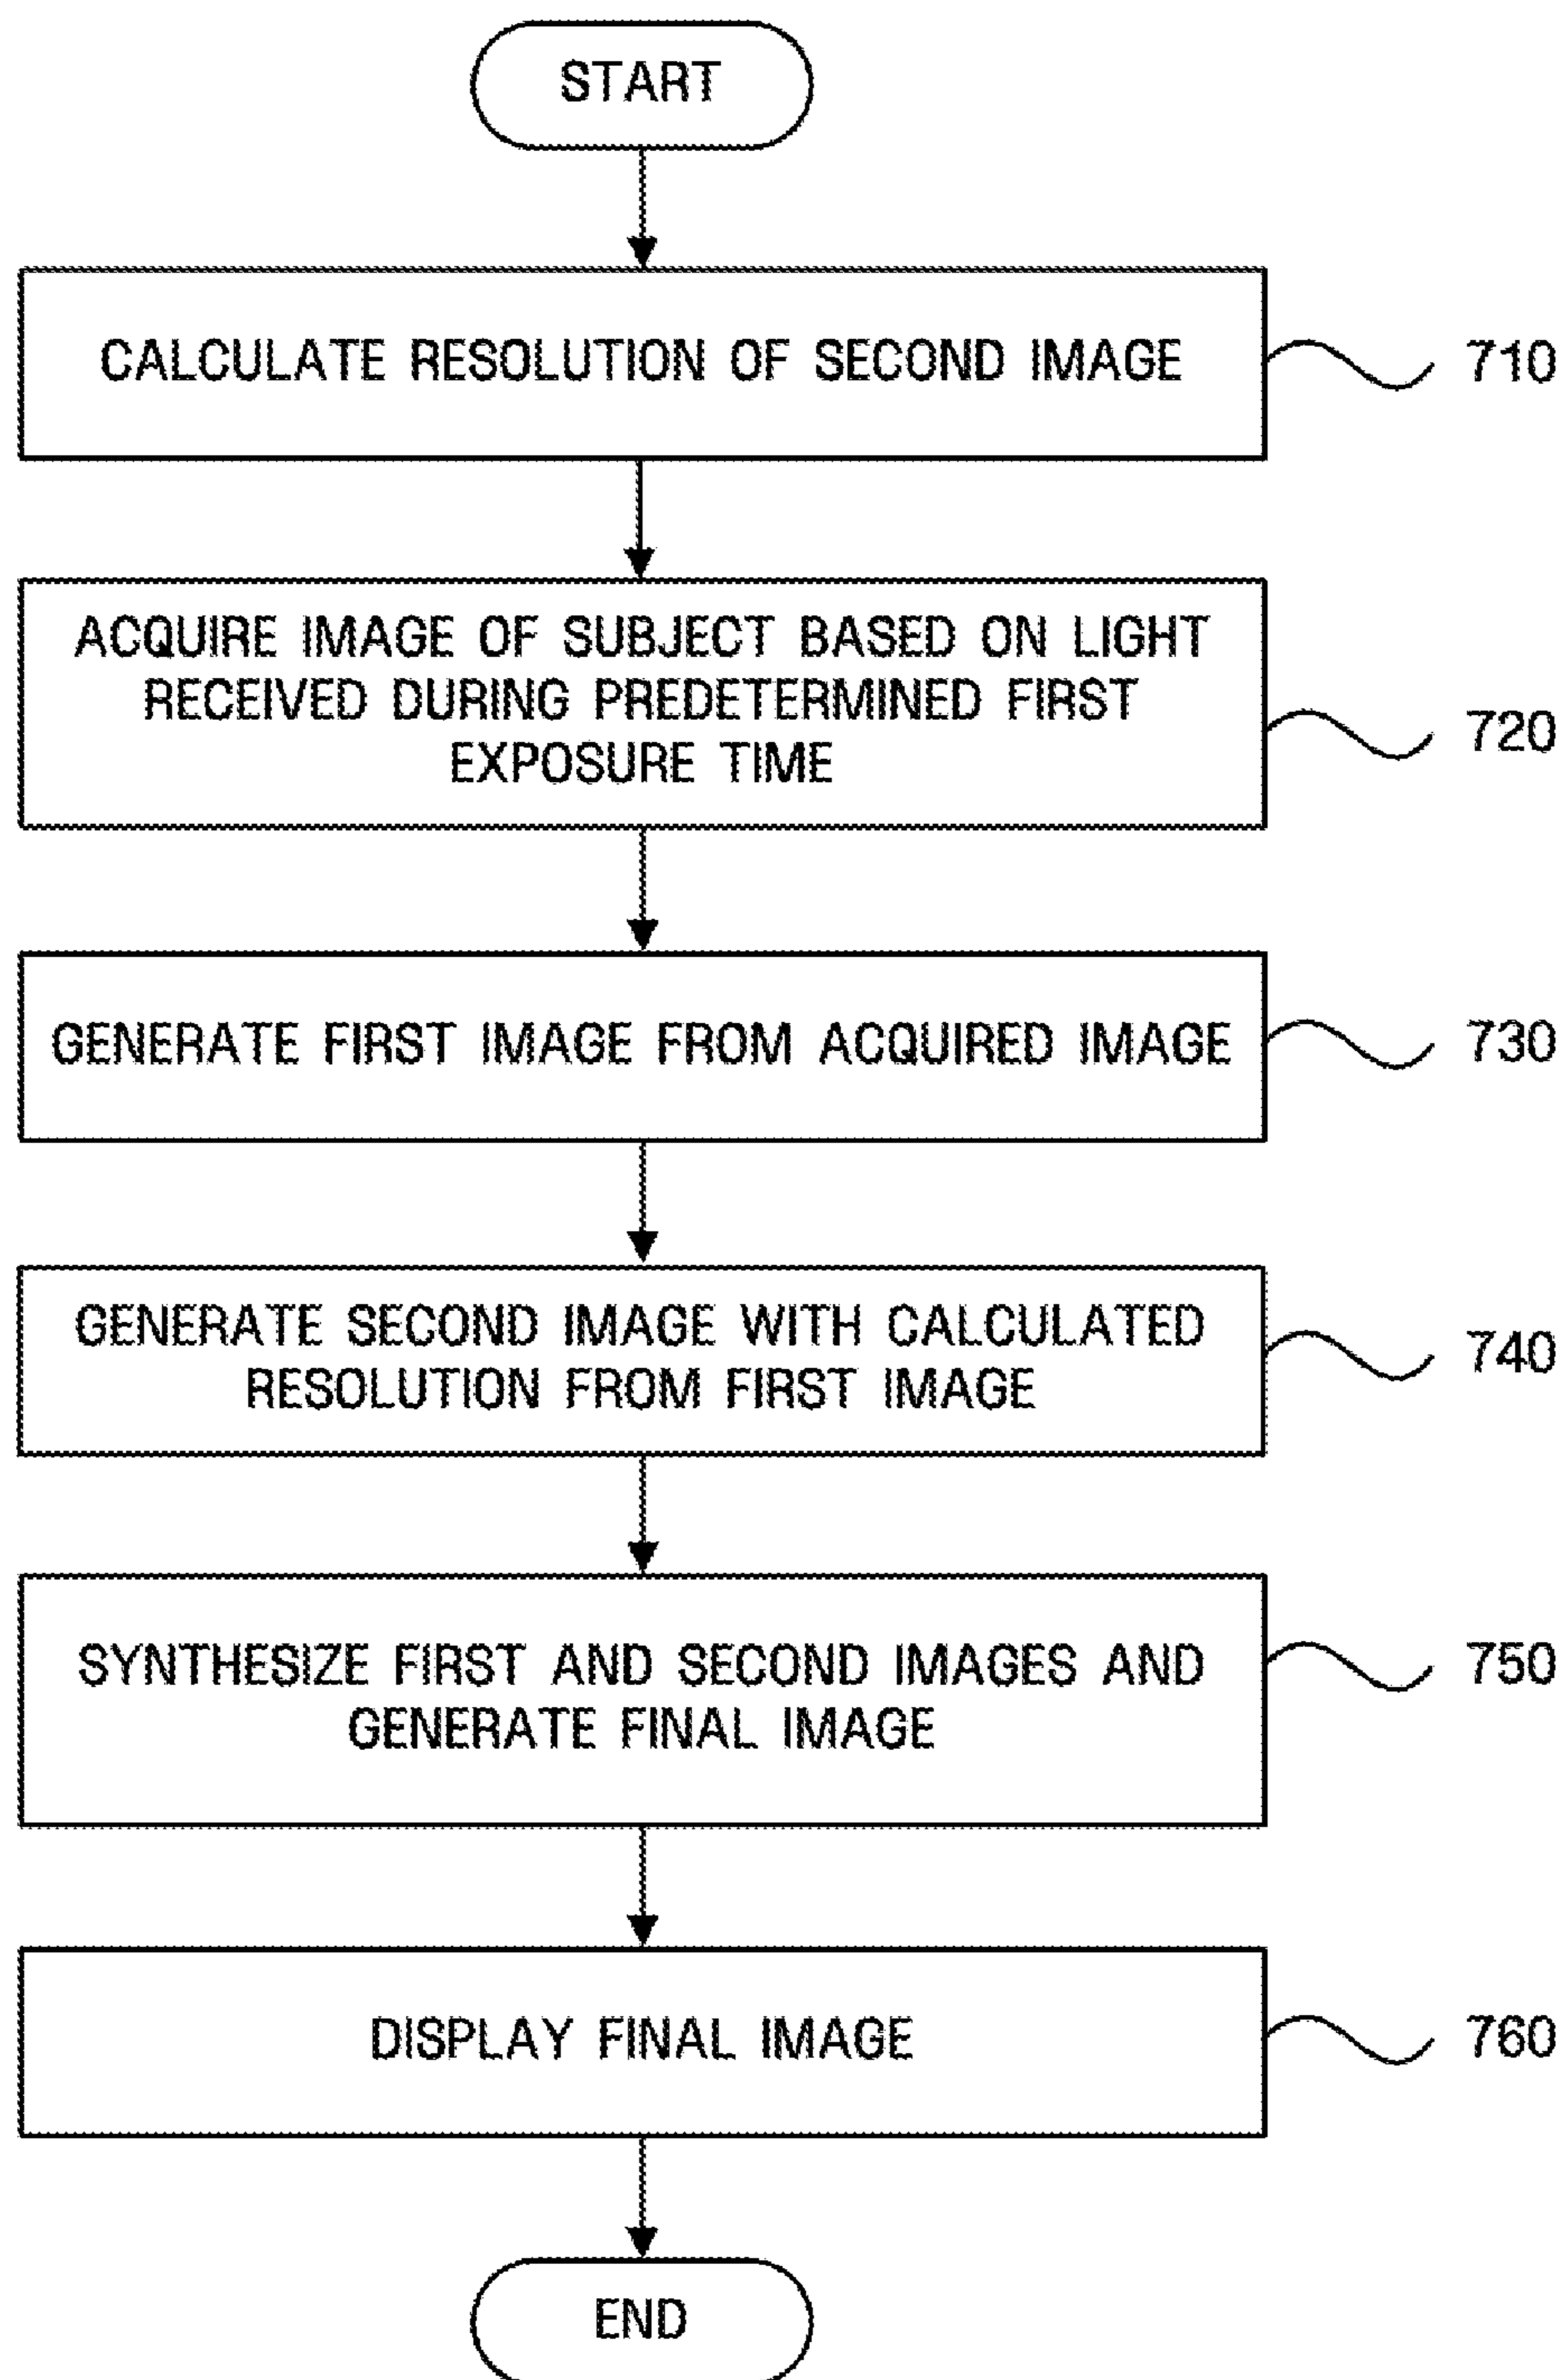 START
CALCULATE RESOLUTION OF SECOND IMAGE
710
ACQUIRE IMAGE OF SUBJECT BASED ON LIGHT
RECEIVED DURING PREDETERMINED FIRST
EXPOSURE TIME
720
GENERATE FIRST IMAGE FROM ACQUIRED IMAGE
730
GENERATE SECOND IMAGE WITH CALCULATED
RESOLUTION FROM FIRST IMAGE
740
SYNTHESIZE FIRST AND SECOND IMAGES AND
GENERATE FINAL IMAGE
750
DISPLAY FINAL IMAGE
760
END